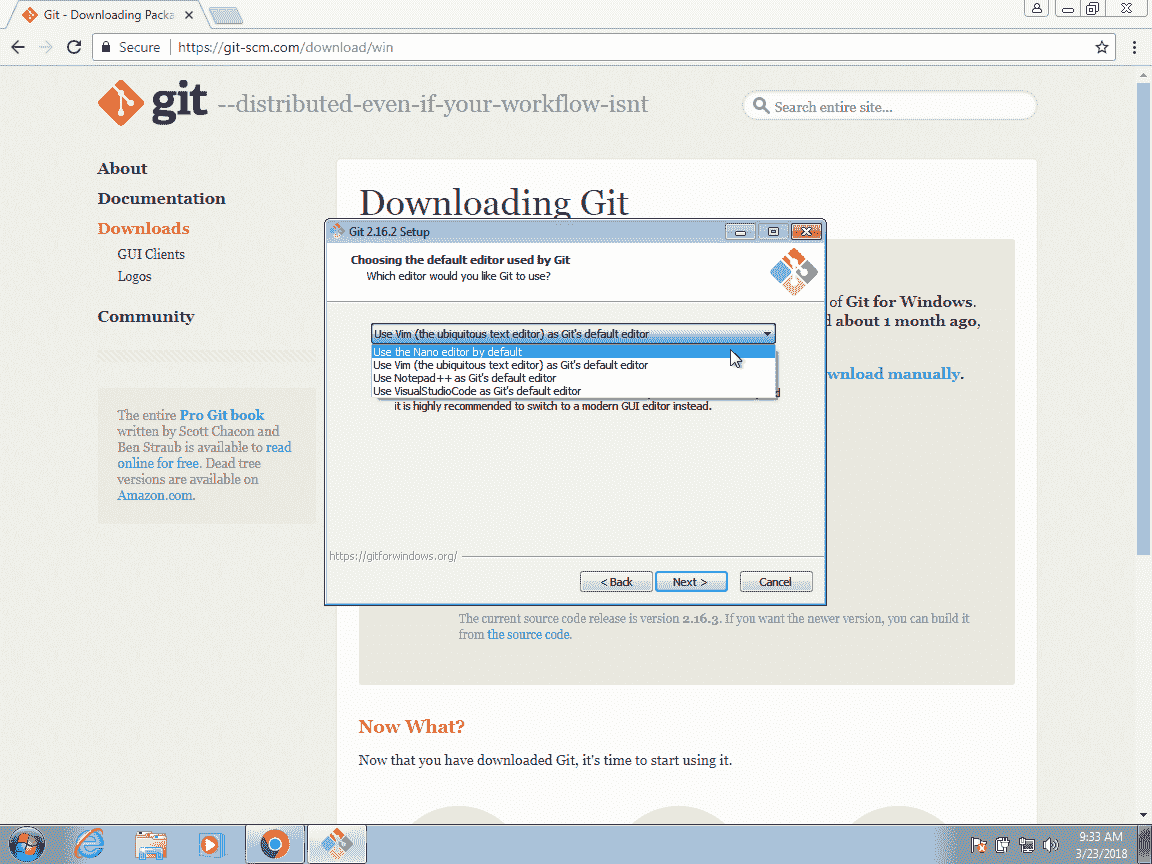 Git - Downloading Packa
Secure
https://git-scm.com/download/win
git --distributed-even-if-your-workflow-isnt
Search entire site...
About
Documentation
Downloads
GUI Clients
Logos
Community
The entire Pro Git book
written by Scott Chacon and
Ben Straub is available to read
online for free. Dead tree
versions are available on
Amazon.com.
Downloading Git
of Git for Windows.
about 1 month ago,
wnload manually.
Git 2.16.2 Setup
Choosing the default editor used by Git
Which editor would you like Git to use?
Use Vim (the ubiquitous text editor) as Git's default editor
Use the Nano editor by default
Use Vim (the ubiquitous text editor) as Git's default editor
Use Notepad++ as Git's default editor
Use VisualStudioCode as Git's default editor
it is highly recommended to switch to a modern GUI editor instead.
https://gitforwindows.org/
< Back
Next >
Cancel
The current source code release is version 2.16.3. If you want the newer version, you can build it
from the source code.
Now What?
Now that you have downloaded Git, it's time to start using it.
9:33 AM
3/23/2018